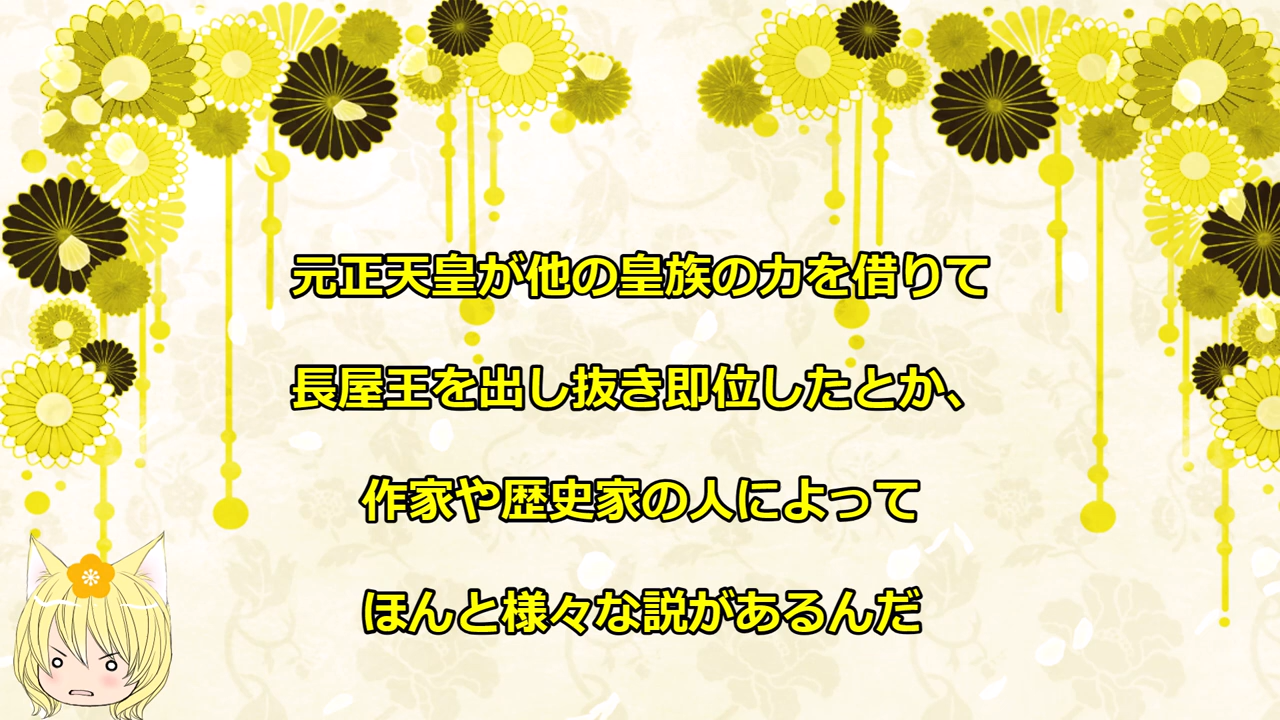 元正天皇が他の皇族の力を借りて
長屋王を出し抜き即位したとか、
作家や歴史家の人によって
ほんと様々な説があるんだ